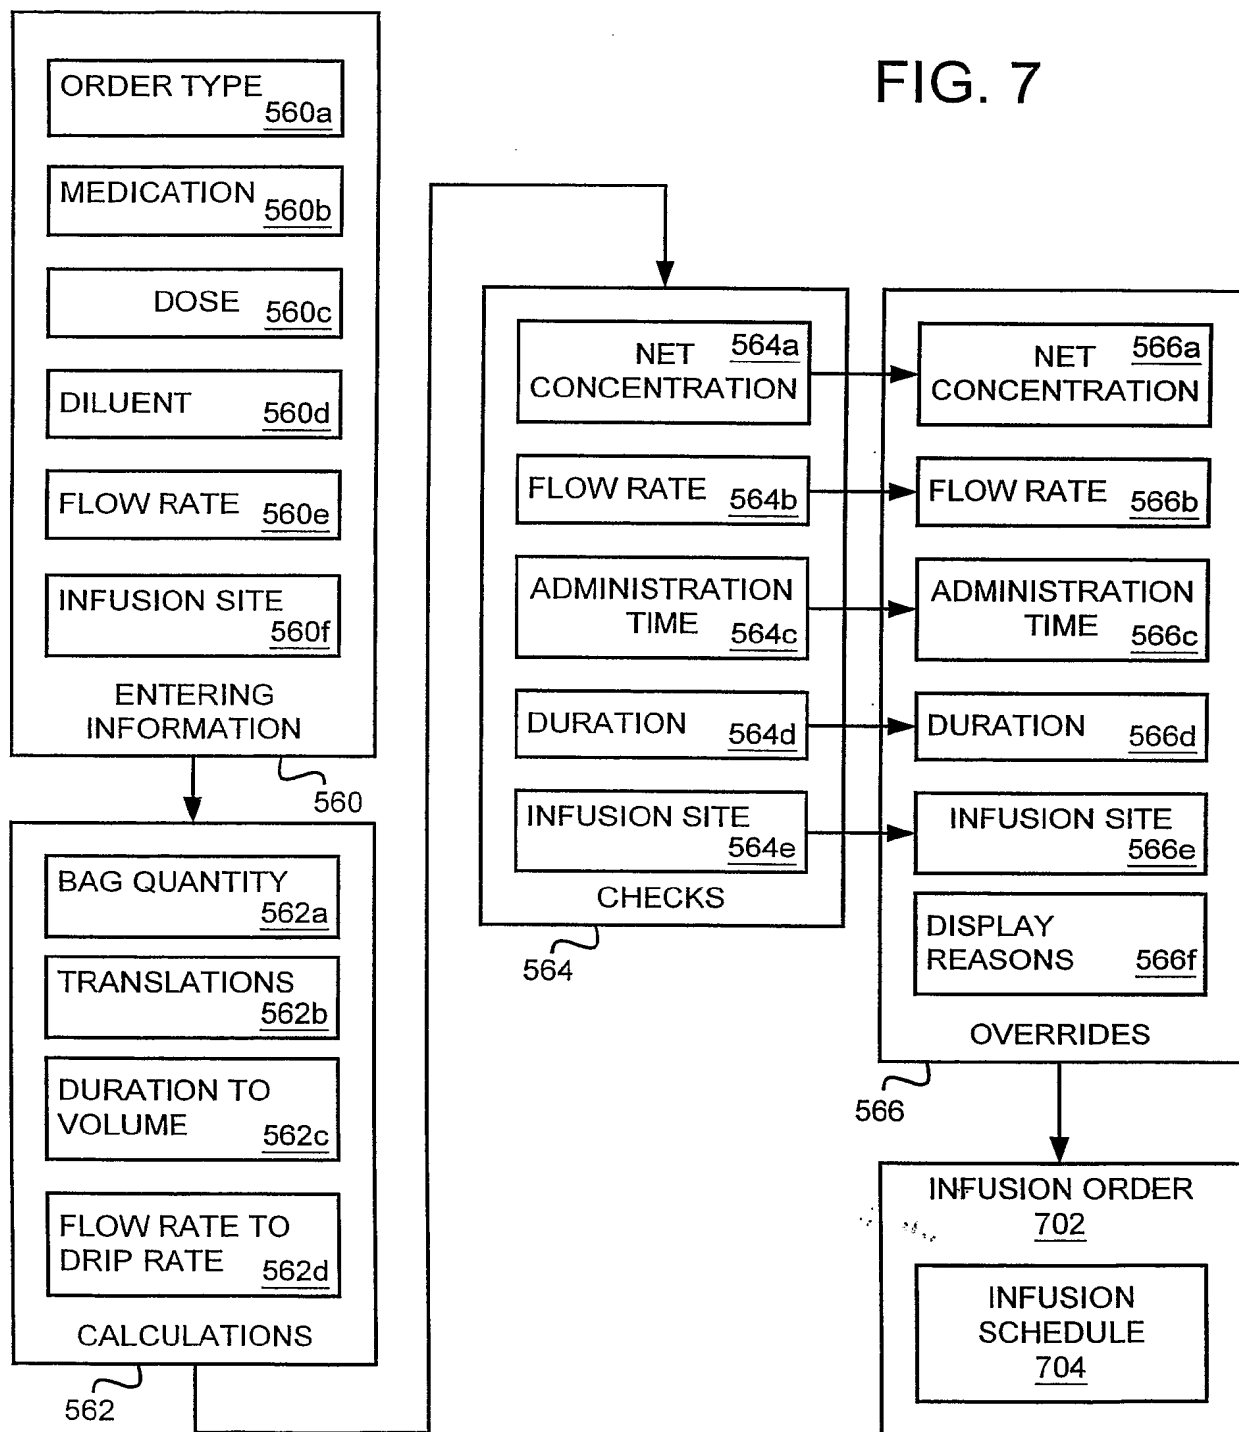 FIG. 7
ORDER TYPE
560a
MEDICATION
560b
DOSE
560c
DILUENT
560d
FLOW RATE
560e
INFUSION SITE
560f
ENTERING
INFORMATION
560
BAG QUANTITY
562a
TRANSLATIONS
562b
DURATION TO
VOLUME
562c
FLOW RATE TO
DRIP RATE
562d
CALCULATIONS
562
NET
564a
CONCENTRATION
FLOW RATE
564b
ADMINISTRATION
TIME
564c
DURATION
564d
INFUSION SITE
564e
CHECKS
564
NET
566a
CONCENTRATION
FLOW RATE
566b
ADMINISTRATION
TIME
566c
DURATION
566d
INFUSION SITE
566e
DISPLAY
REASONS
566f
OVERRIDES
566
INFUSION ORDER
702
INFUSION
SCHEDULE
704